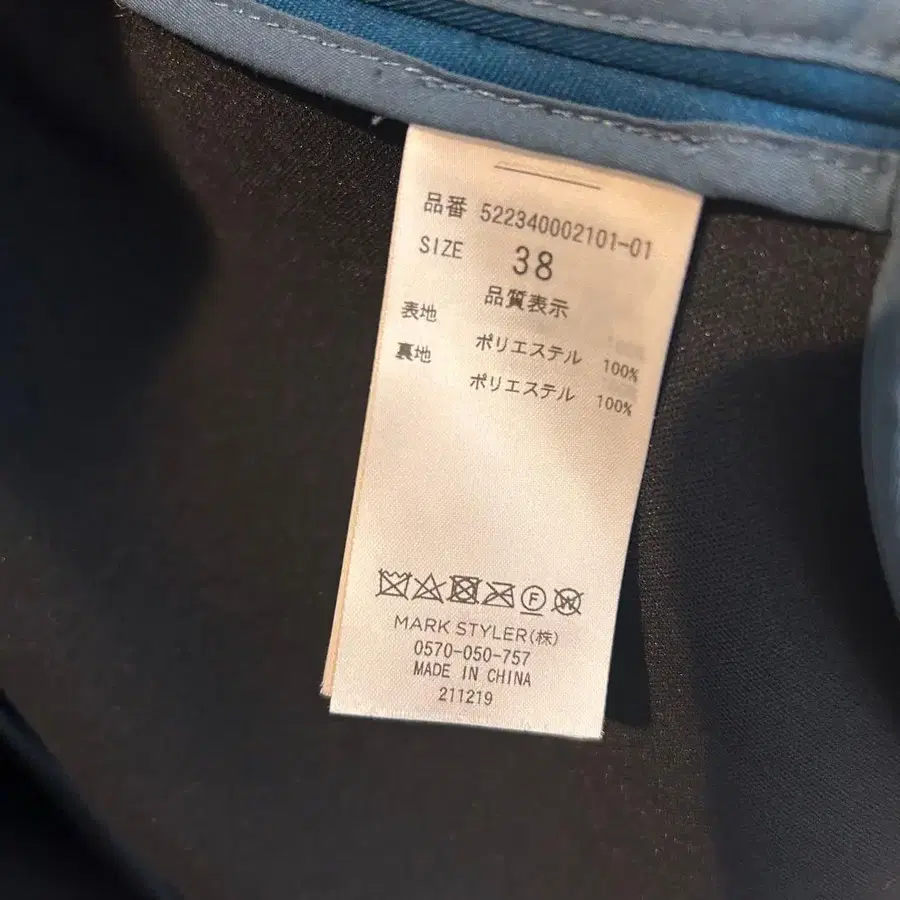 品番 522340002101-01
SIZE 38
品質表示
表地 ポリエステル 100%
裏地 ポリエステル 100%
F W
MARK STYLER(株)
0570-050-757
MADE IN CHINA
211219